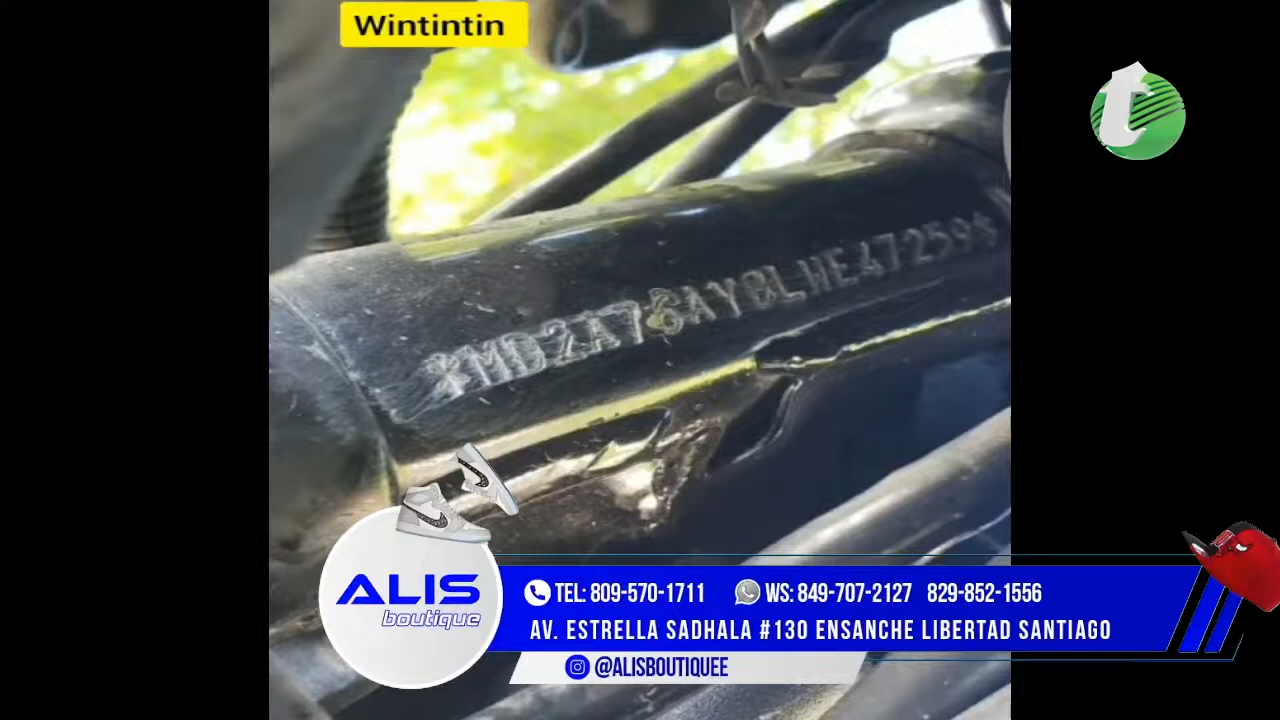 Wintintin
t
*MD2A76AY8LWE47259*
ALIS
boutique
TEL: 809-570-1711 WS: 849-707-2127 829-852-1556
AV. ESTRELLA SADHALA #130 ENSANCHE LIBERTAD SANTIAGO
@ALISBOUTIQUEE